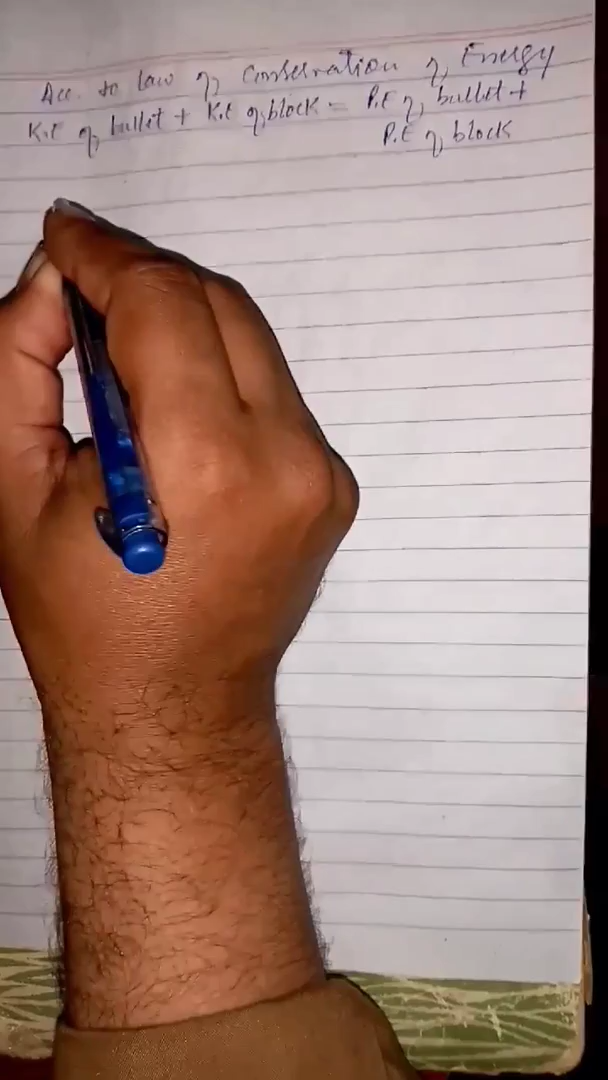 Acc. to law of Conservation of Energy
K.E of bullet + K.E of block = P.E of bullet +
P.E of block